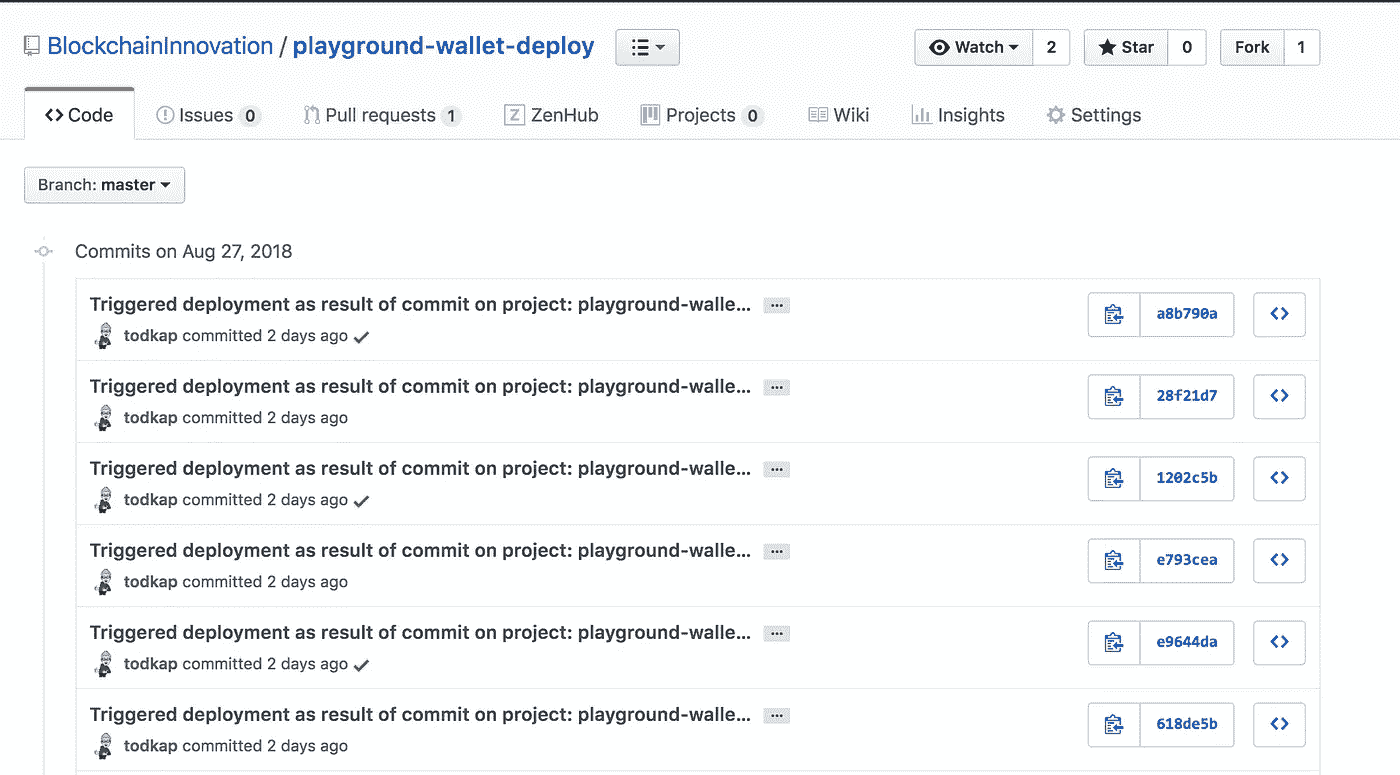 BlockchainInnovation / playground-wallet-deploy
Watch 2 Star 0 Fork 1
Code Issues 0 Pull requests 1 Z ZenHub Projects 0 Wiki Insights Settings
Branch: master
Commits on Aug 27, 2018
Triggered deployment as result of commit on project: playground-walle... …
a8b790a
todkap committed 2 days ago
Triggered deployment as result of commit on project: playground-walle... …
28f21d7
todkap committed 2 days ago
Triggered deployment as result of commit on project: playground-walle... …
1202c5b
todkap committed 2 days ago
Triggered deployment as result of commit on project: playground-walle... …
e793cea
todkap committed 2 days ago
Triggered deployment as result of commit on project: playground-walle... …
e9644da
todkap committed 2 days ago
Triggered deployment as result of commit on project: playground-walle... …
618de5b
todkap committed 2 days ago